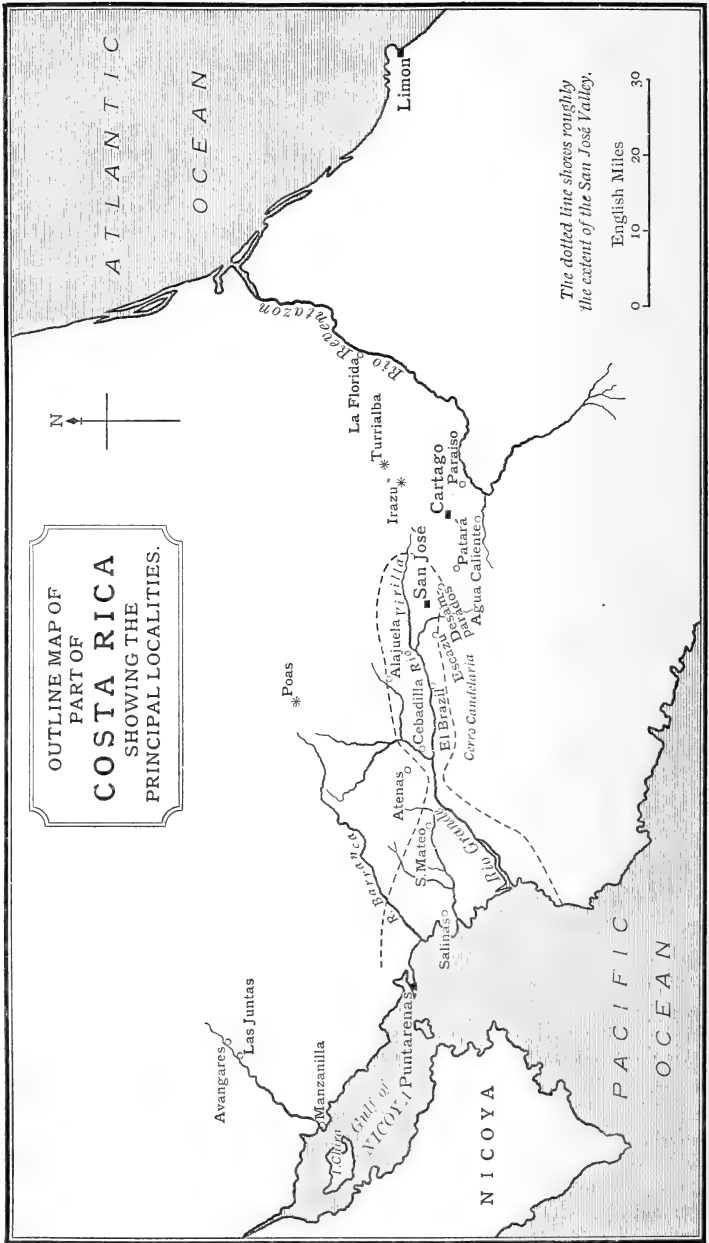 OUTLINE MAP OF
PART OF
COSTA RICA
SHOWING THE
PRINCIPAL LOCALITIES.
N
ATLANTIC
OCEAN
Limon
Rio Reventazon
La Florida
Turrialba
Irazu
Cartago
Paraiso
Patará
Agua Caliente
San José
Desamparados
Escazu
Rio Virilla
Alajuela
Cebadilla
El Brazil
Cerro Candelaria
Poas
Atenas
S. Mateo
Rio Grande
R. Barranca
Salinas
Puntarenas
Avangares
Las Juntas
Manzanilla
I. Chira
Gulf of
NICOYA
NICOYA
PACIFIC
OCEAN
The dotted line shows roughly
the extent of the San José Valley.
English Miles
0 10 20 30